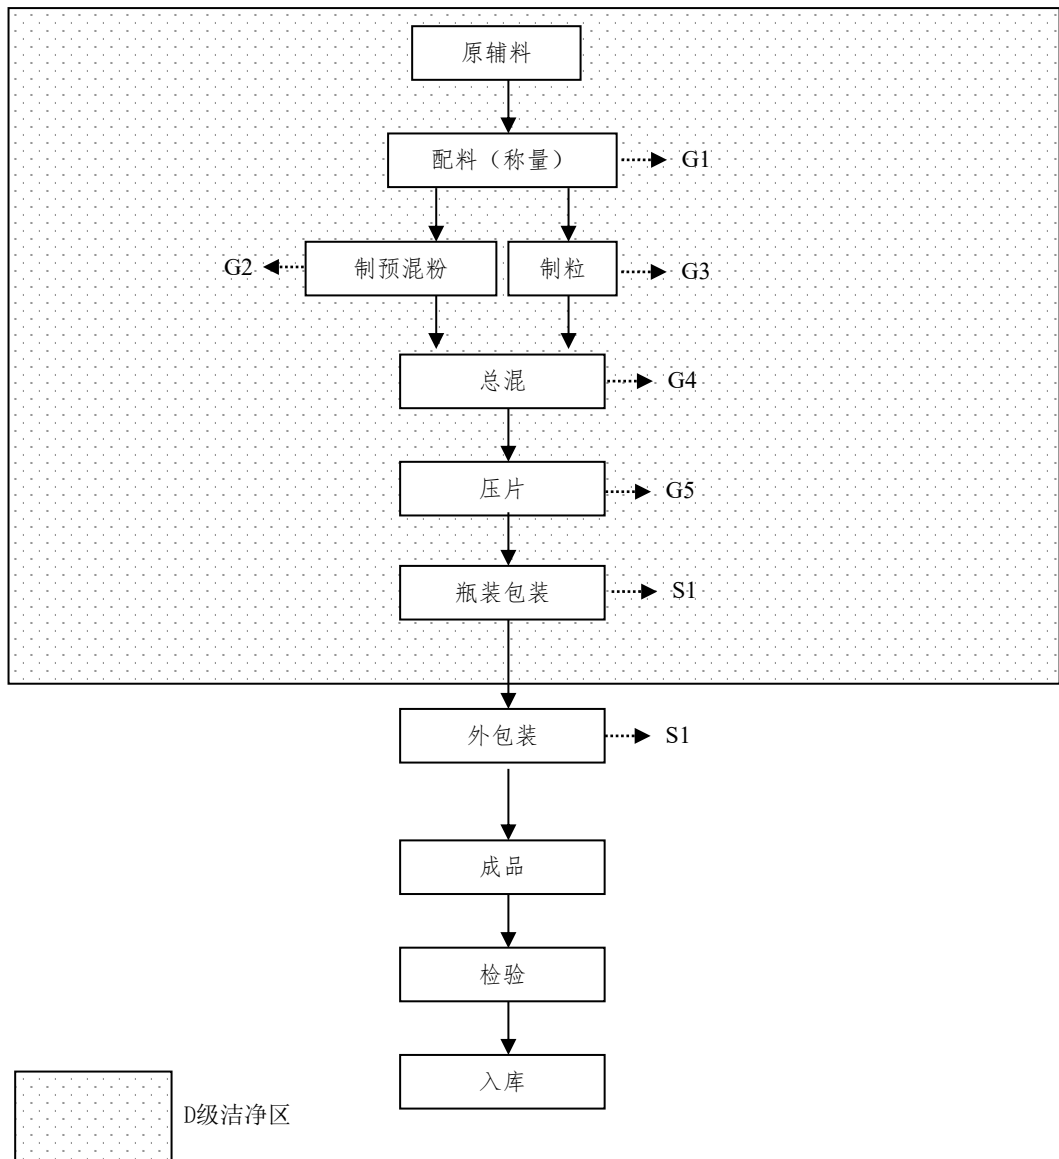 原辅料
配料（称量）
G1
G2
制预混粉
制粒
G3
总混
G4
压片
G5
瓶装包装
S1
外包装
S1
成品
检验
入库
D级洁净区